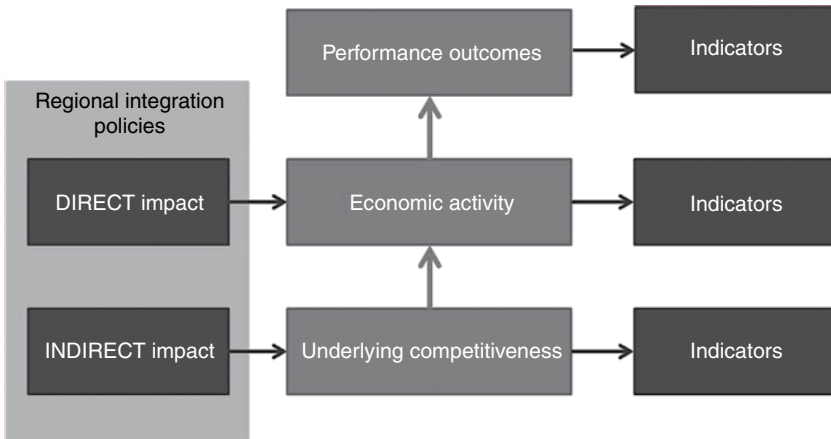 Performance outcomes
Indicators
Regional integration
policies
DIRECT impact
Economic activity
Indicators
INDIRECT impact
Underlying competitiveness
Indicators